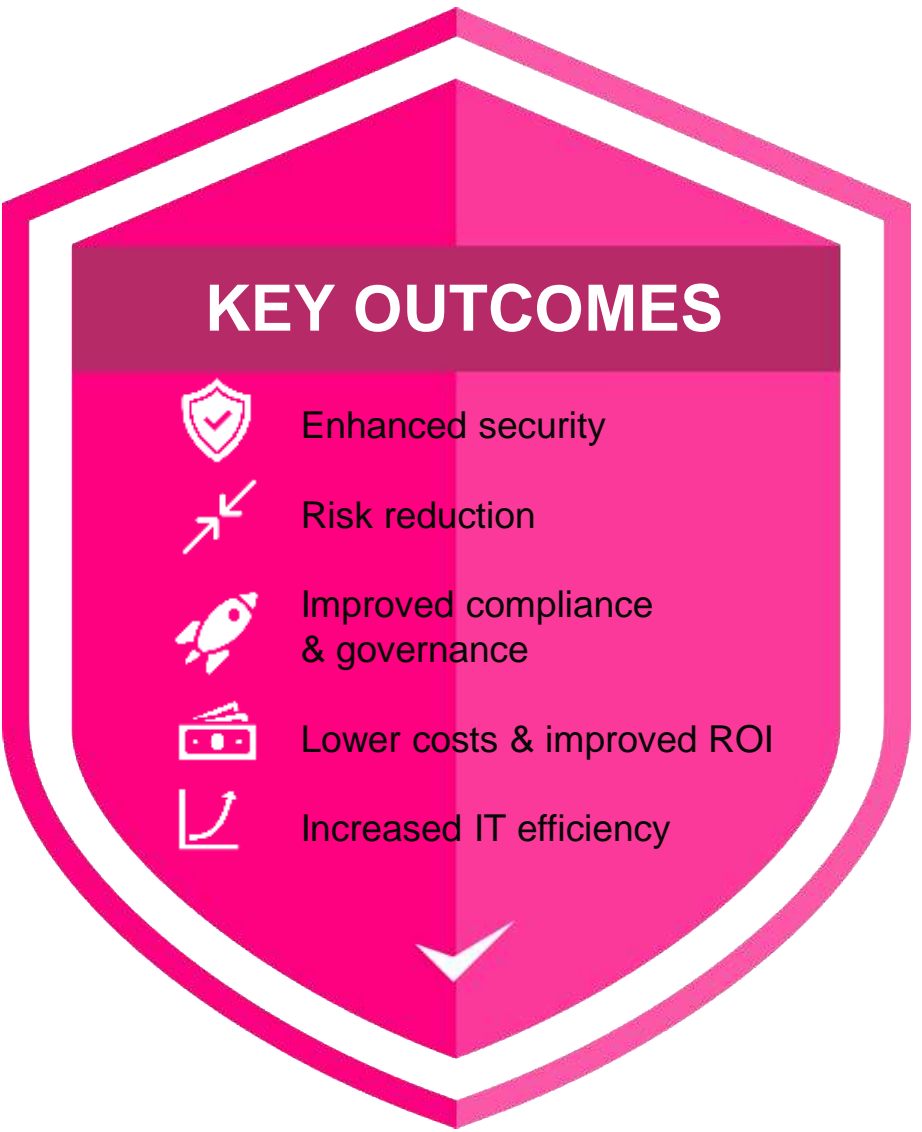 KEY OUTCOMES
Enhanced security
Risk reduction
Improved compliance
& governance
Lower costs & improved ROI
Increased IT efficiency